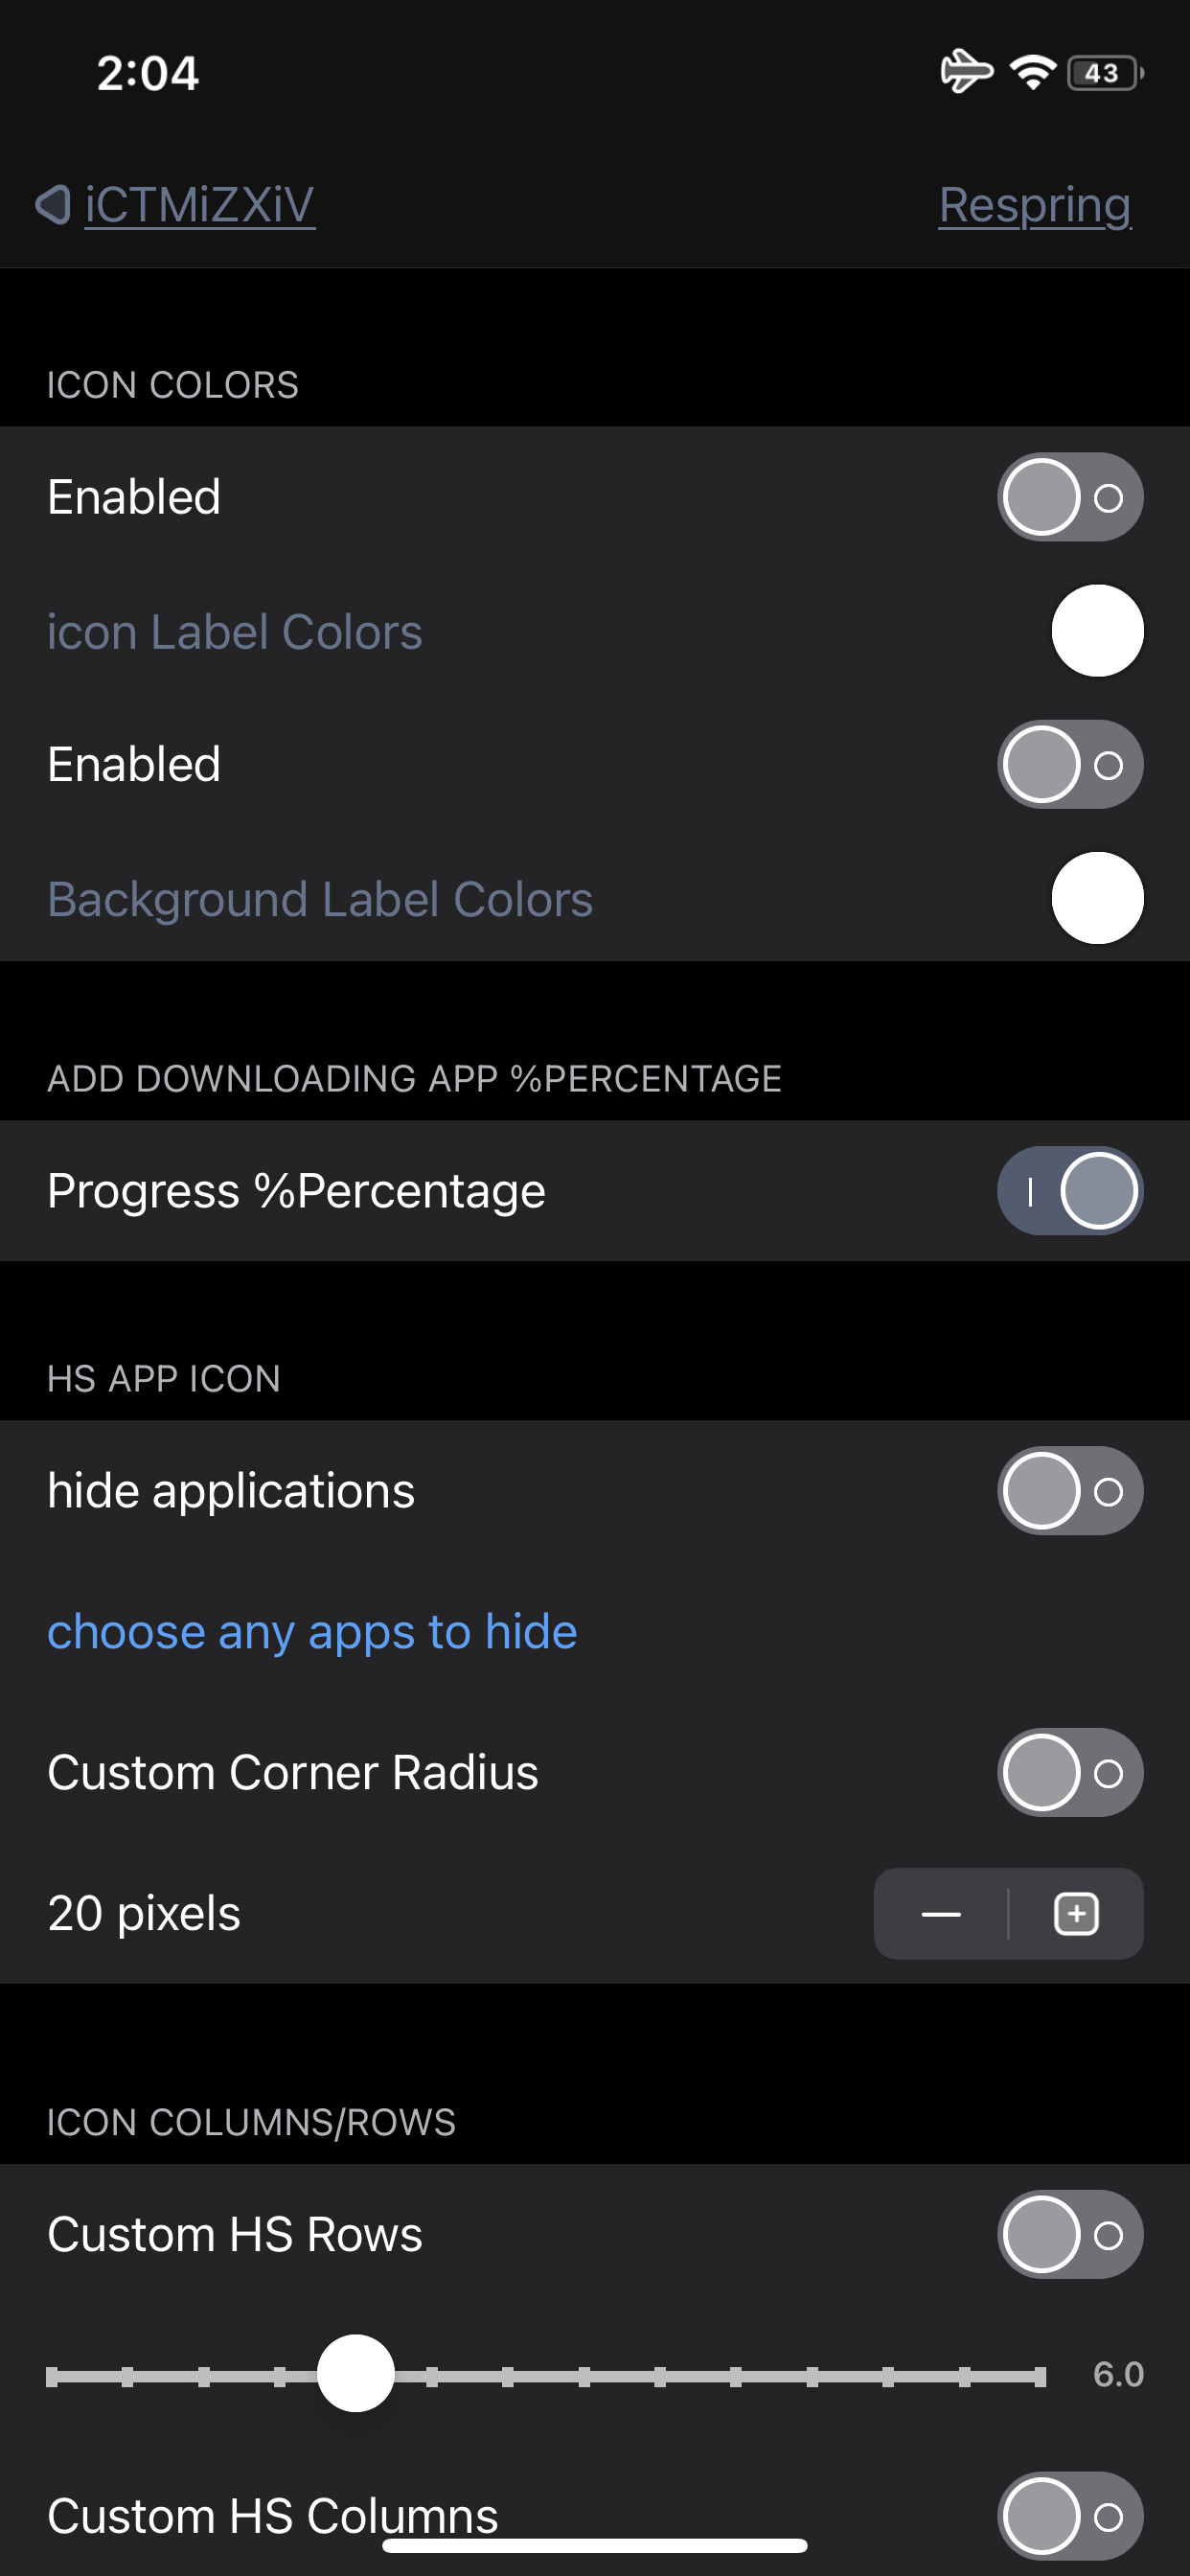 2:04
43
iCTMiZXiV
Respring
ICON COLORS
Enabled
icon Label Colors
Enabled
Background Label Colors
ADD DOWNLOADING APP %PERCENTAGE
Progress %Percentage
HS APP ICON
hide applications
choose any apps to hide
Custom Corner Radius
20 pixels
ICON COLUMNS/ROWS
Custom HS Rows
6.0
Custom HS Columns